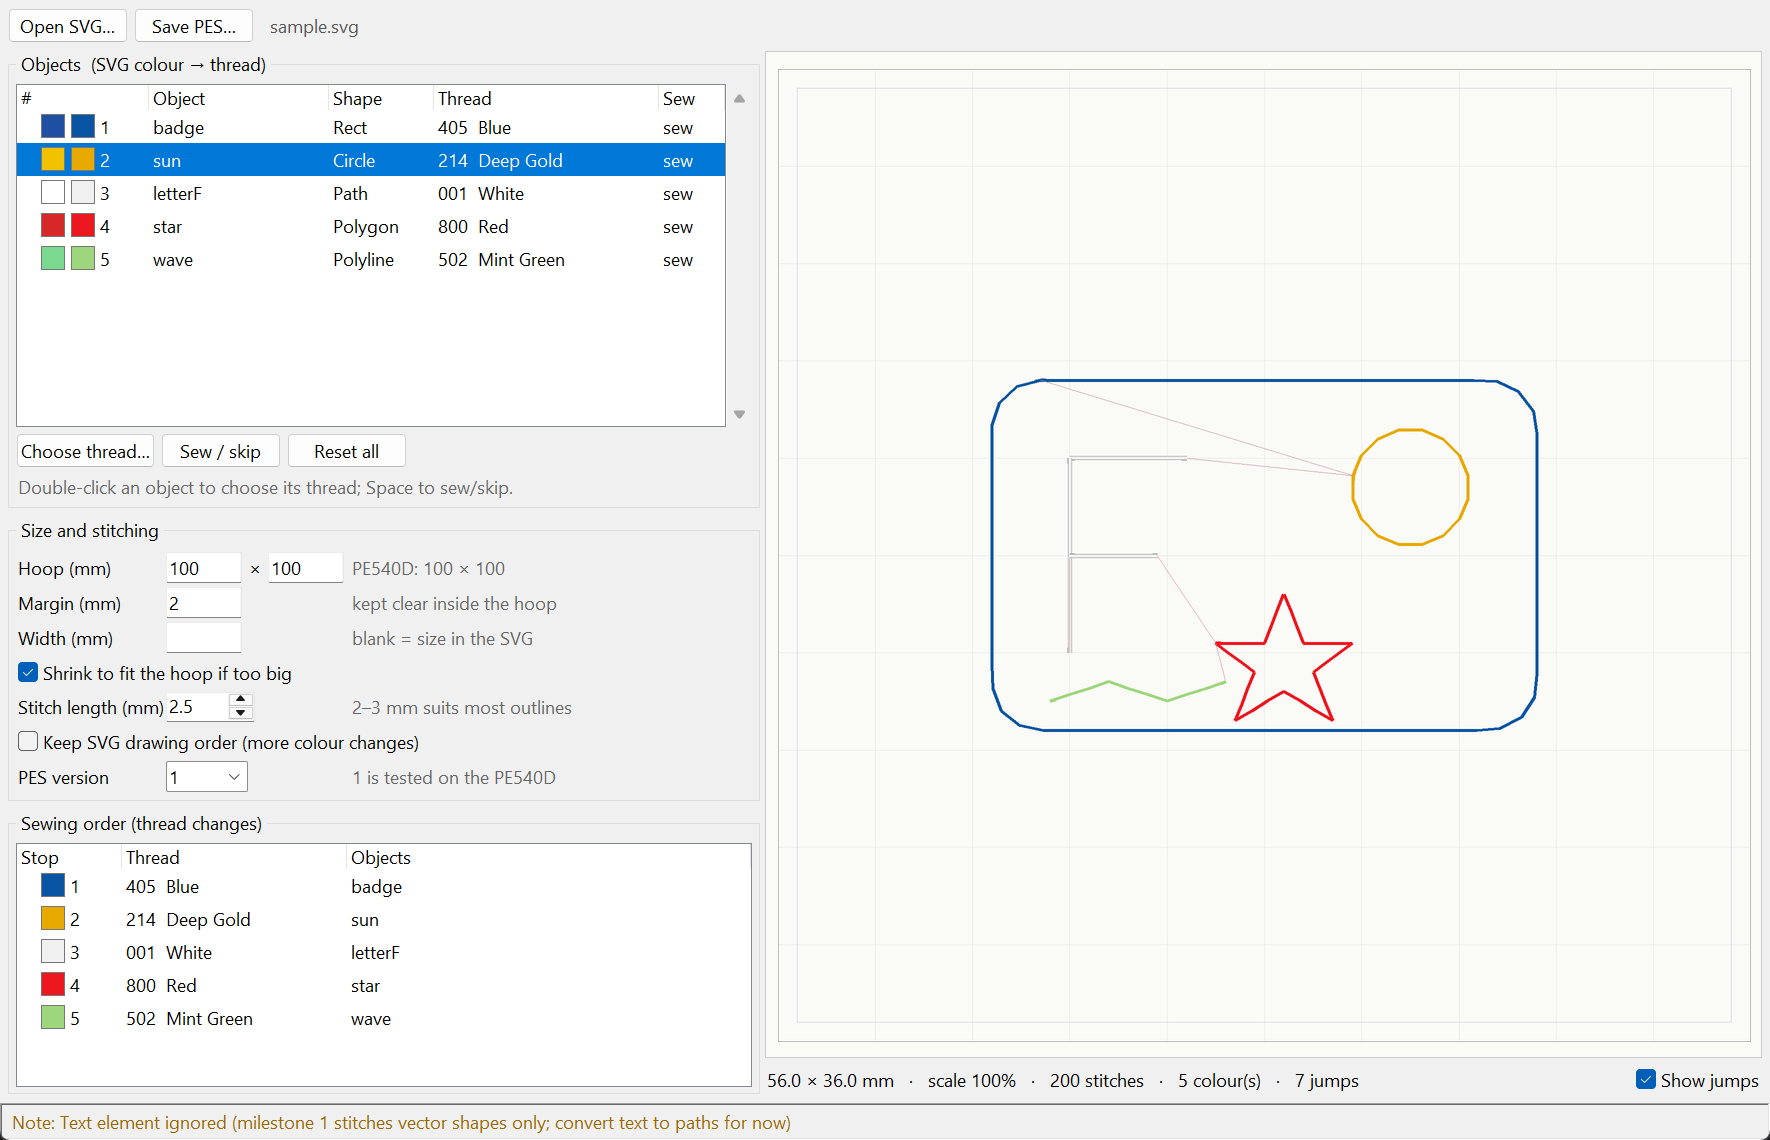 Open SVG... Save PES... sample.svg
Objects (SVG colour → thread)
# Object Shape Thread Sew
1 badge Rect 405 Blue sew
2 sun Circle 214 Deep Gold sew
3 letterF Path 001 White sew
4 star Polygon 800 Red sew
5 wave Polyline 502 Mint Green sew
Choose thread... Sew / skip Reset all
Double-click an object to choose its thread; Space to sew/skip.
Size and stitching
Hoop (mm) 100 × 100 PE540D: 100 × 100
Margin (mm) 2 kept clear inside the hoop
Width (mm) blank = size in the SVG
Shrink to fit the hoop if too big
Stitch length (mm) 2.5 2–3 mm suits most outlines
Keep SVG drawing order (more colour changes)
PES version 1 1 is tested on the PE540D
Sewing order (thread changes)
Stop Thread Objects
1 405 Blue badge
2 214 Deep Gold sun
3 001 White letterF
4 800 Red star
5 502 Mint Green wave
56.0 × 36.0 mm · scale 100% · 200 stitches · 5 colour(s) · 7 jumps Show jumps
Note: Text element ignored (milestone 1 stitches vector shapes only; convert text to paths for now)